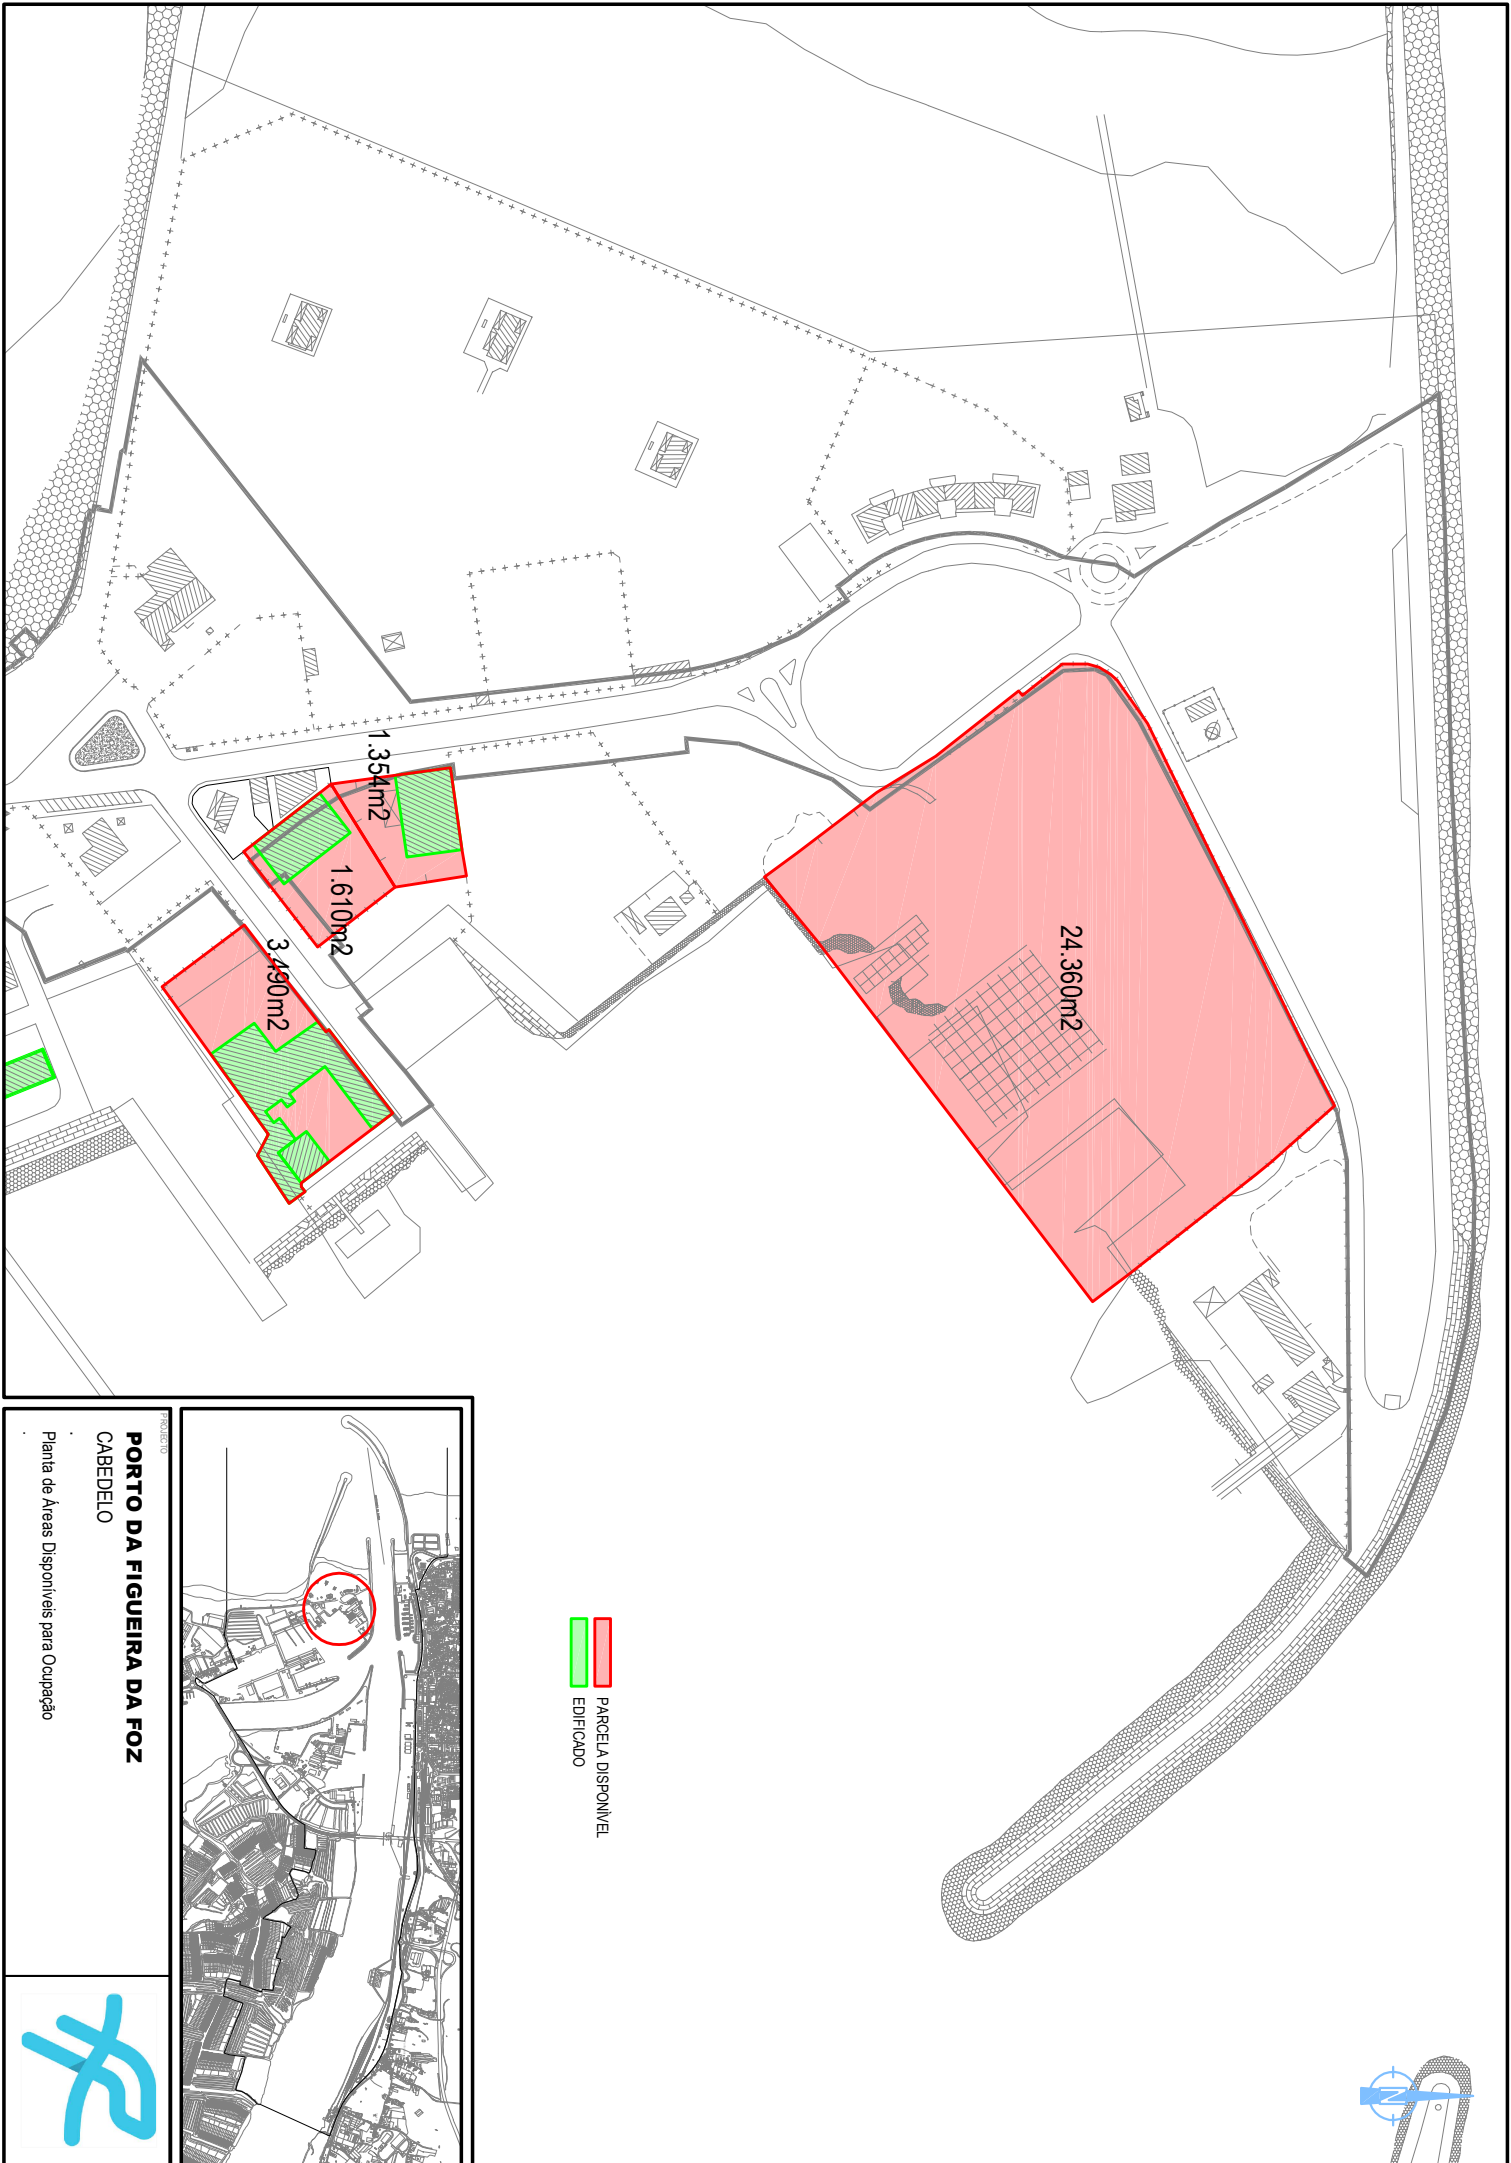 1.354m2
1.610m2
3.490m2
24.360m2
PARCELA DISPONÍVEL
EDIFICADO
PROJECTO
PORTO DA FIGUEIRA DA FOZ
CABEDELO
.
Planta de Áreas Disponíveis para Ocupação
.
N